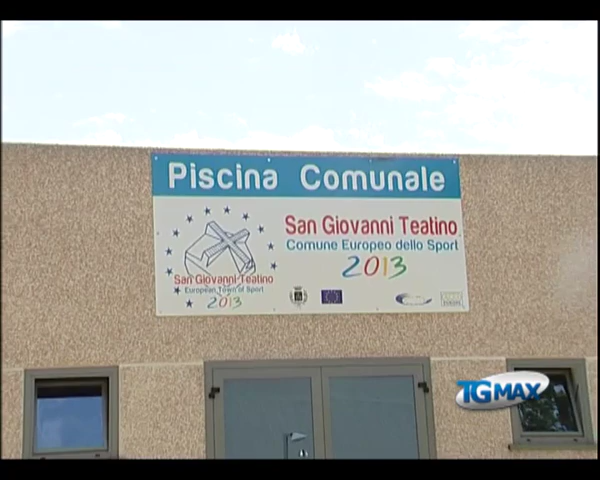 Piscina Comunale
San Giovanni Teatino
Comune Europeo dello Sport
2013
San Giovanni Teatino
European Town of Sport
2013
TGMAX